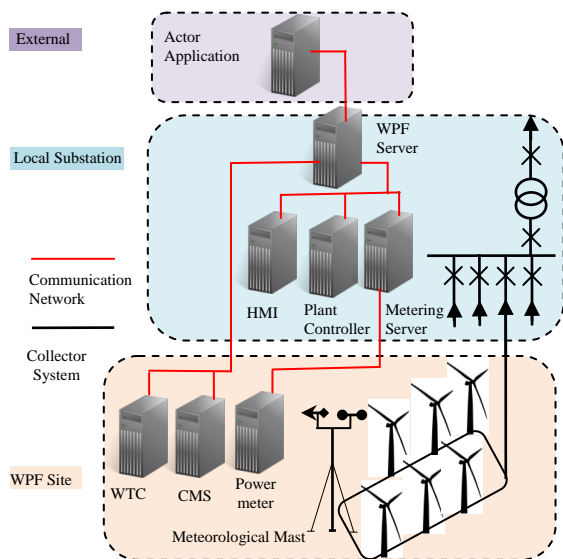 External
Actor
Application
WPF
Server
Local Substation
Communication
Network
Collector
System
HMI
Plant
Controller
Metering
Server
WPF Site
WTC
CMS
Power
meter
Meteorological Mast